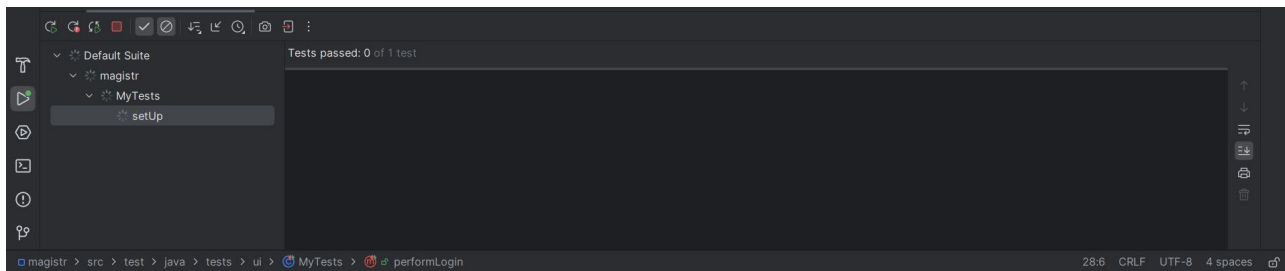 Default Suite
Tests passed: 0 of 1 test
magistr
MyTests
setUp
magistr > src > test > java > tests > ui > MyTests > performLogin
28:6 CRLF UTF-8 4 spaces